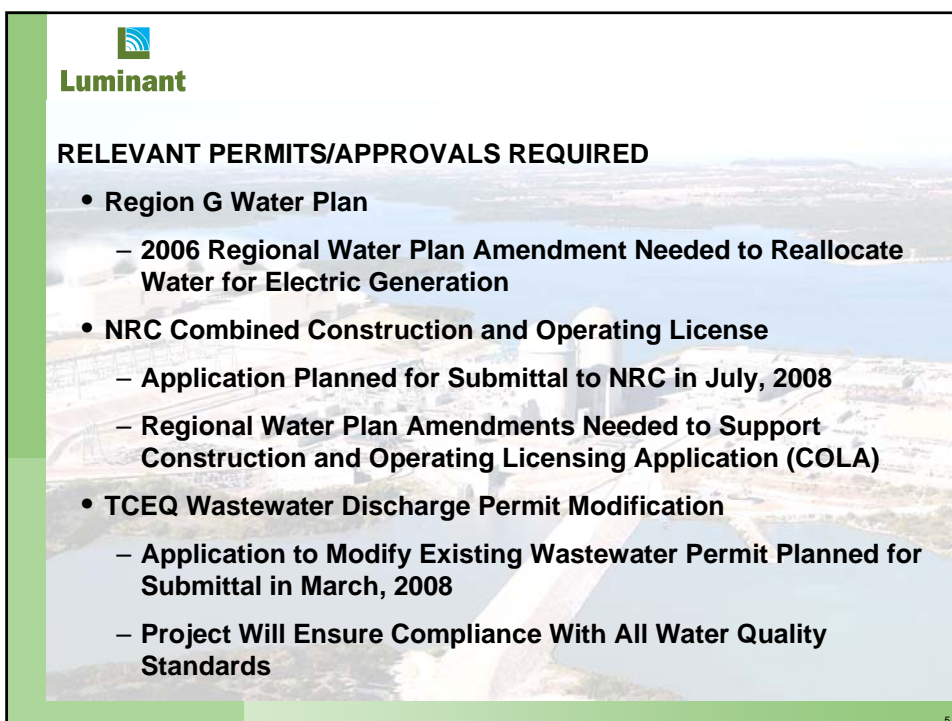 Luminant
RELEVANT PERMITS/APPROVALS REQUIRED
• Region G Water Plan
– 2006 Regional Water Plan Amendment Needed to Reallocate
Water for Electric Generation
• NRC Combined Construction and Operating License
– Application Planned for Submittal to NRC in July, 2008
– Regional Water Plan Amendments Needed to Support
Construction and Operating Licensing Application (COLA)
• TCEQ Wastewater Discharge Permit Modification
– Application to Modify Existing Wastewater Permit Planned for
Submittal in March, 2008
– Project Will Ensure Compliance With All Water Quality
Standards